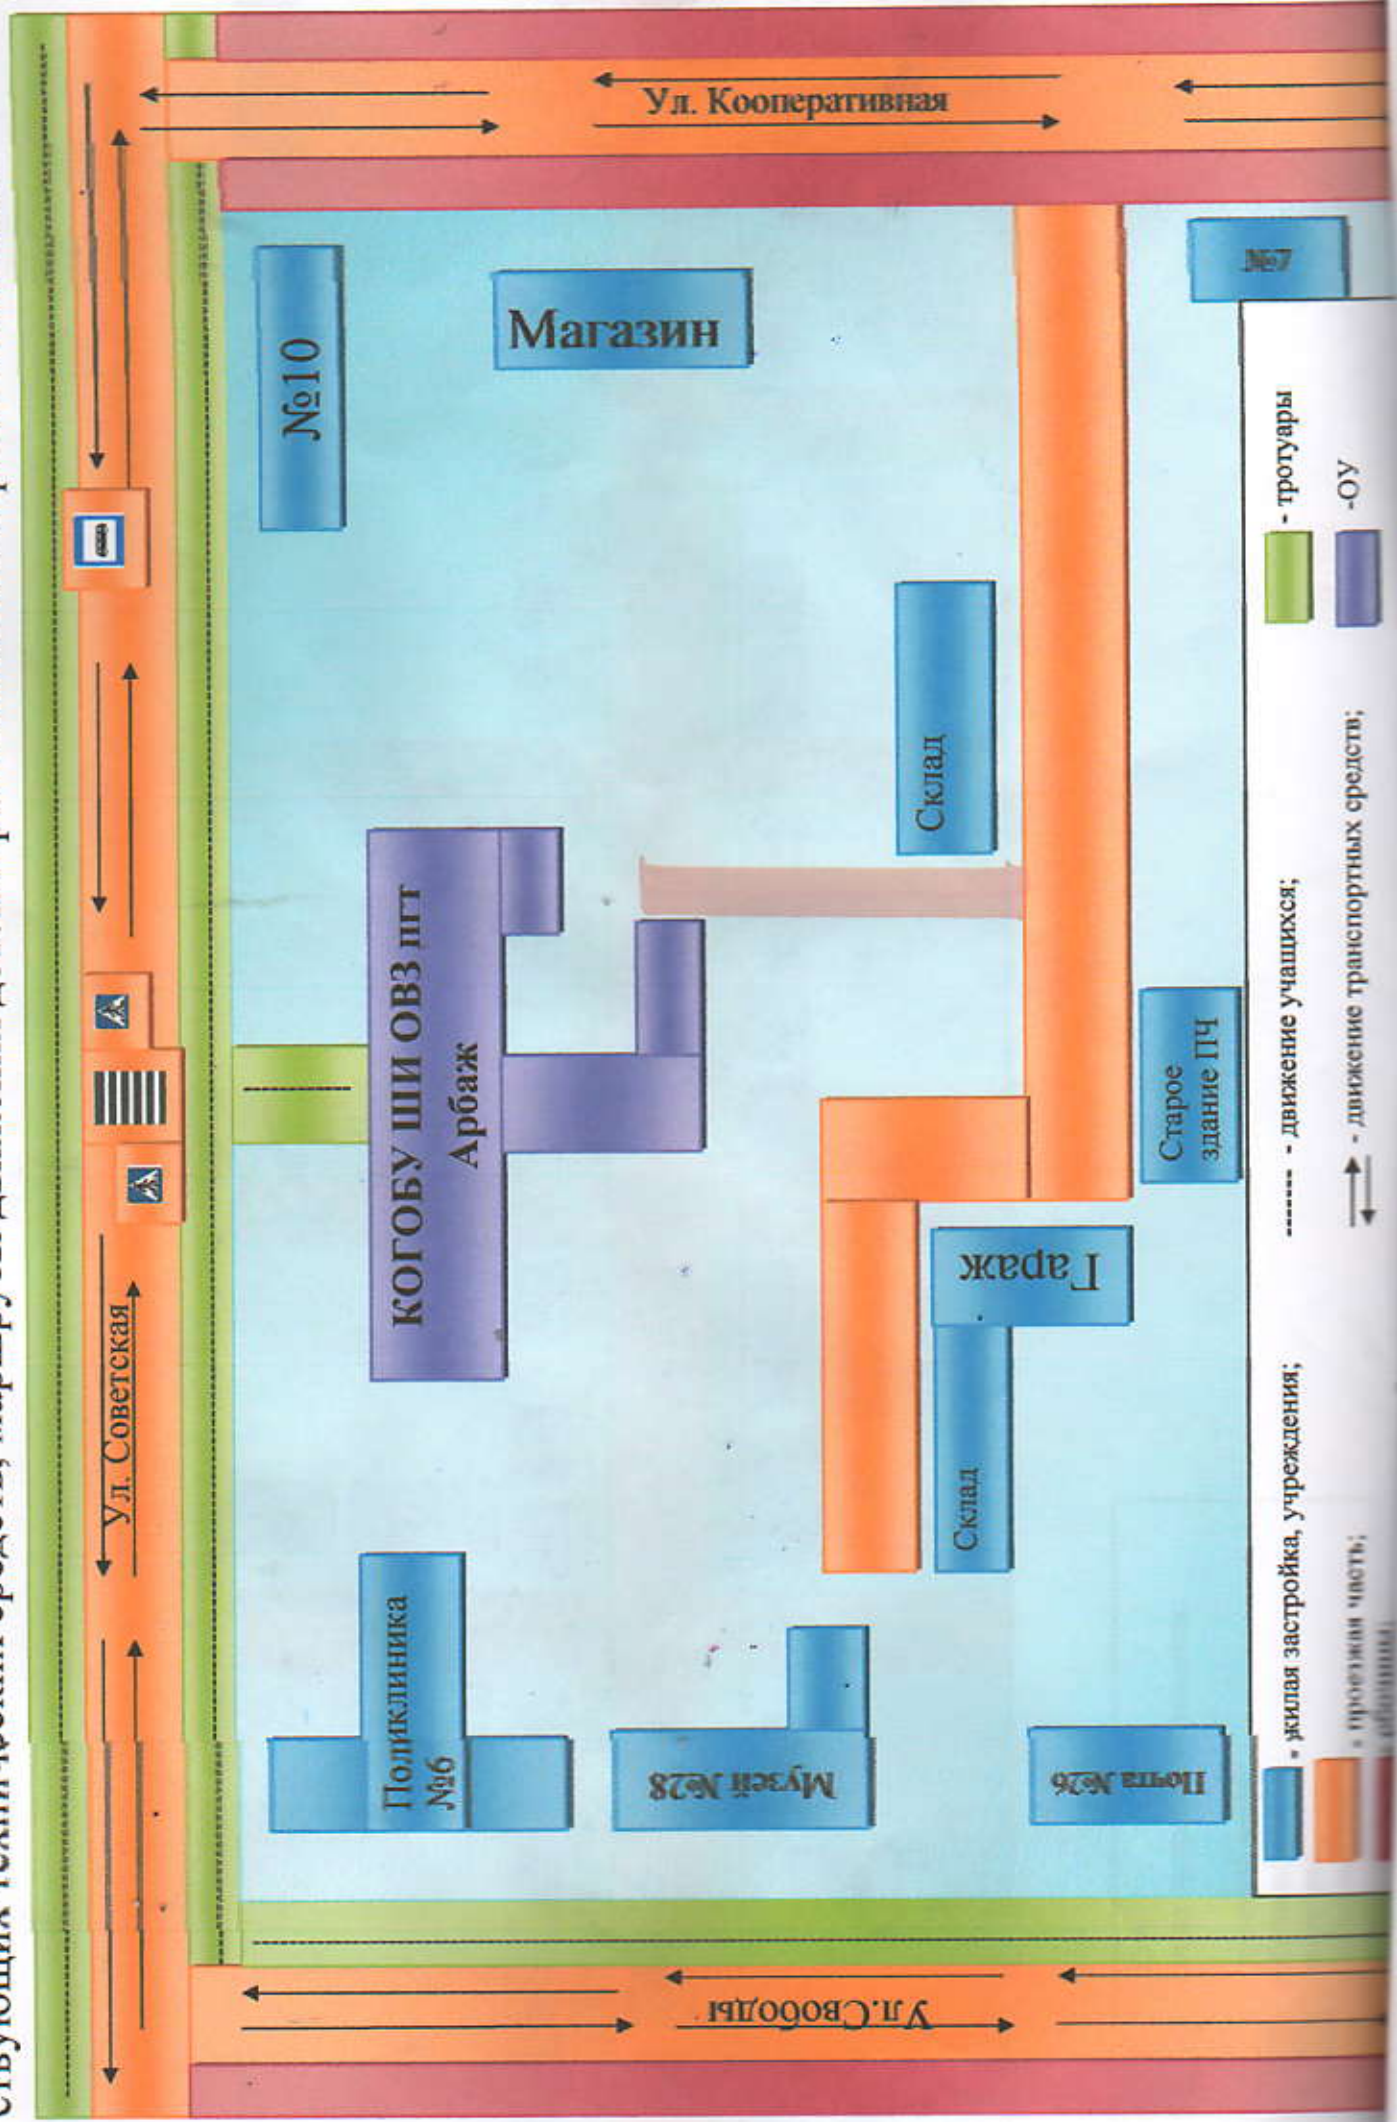 Ул. Советская
Ул. Кооперативная
Ул.Свободы
№10
Магазин
КОГОБУ ШИ ОВЗ пгт
Арбаж
Поликлиника
№6
Музей №28
Почта №26
Склад
Склад
Гараж
Старое
здание ПЧ
№7
- жилая застройка, учреждения;
------ - движение учащихся;
- тротуары
- проезжая часть;
- движение транспортных средств;
-ОУ